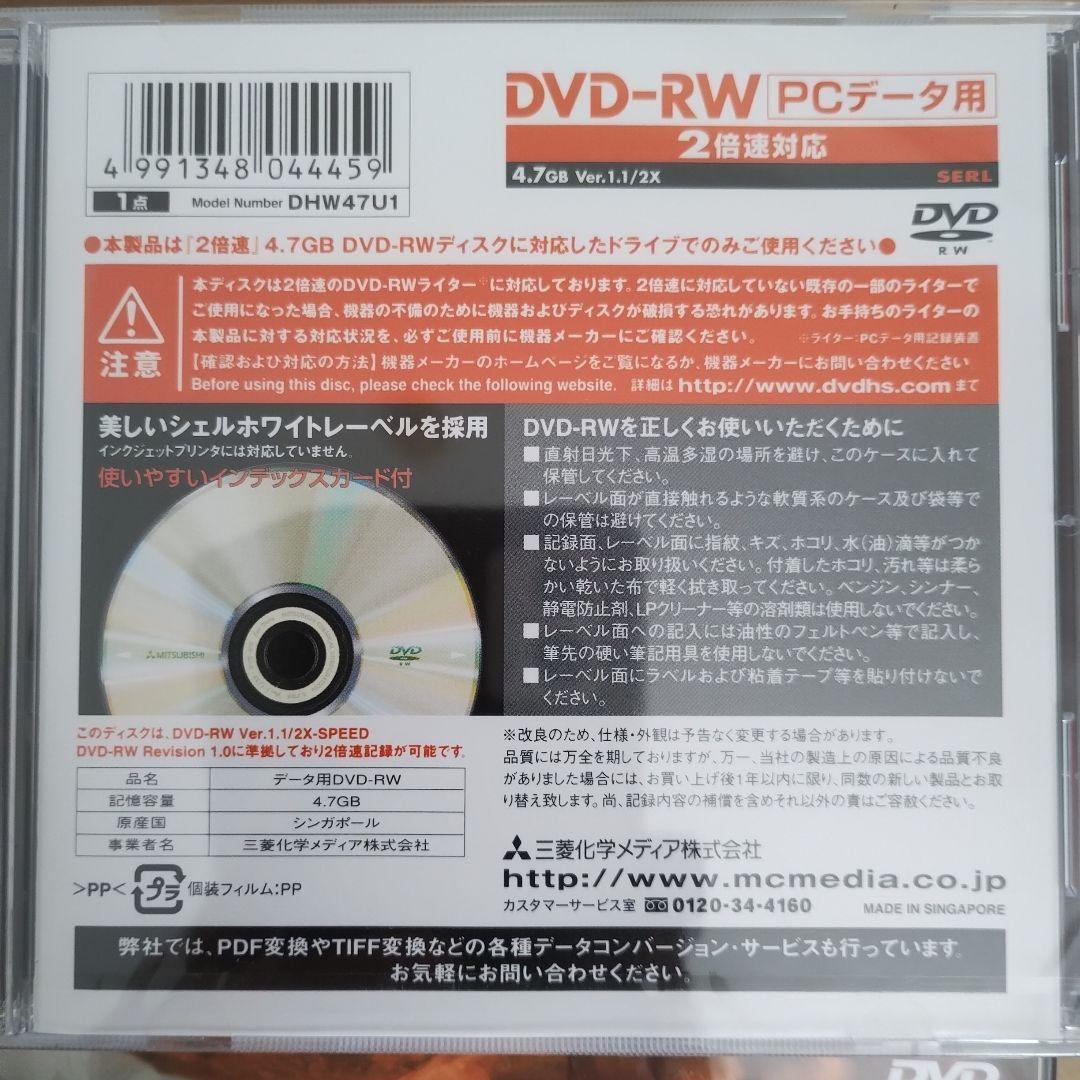 4 991348 044459
1点 Model Number DHW47U1
DVD-RW PCデータ用
2倍速対応
4.7GB Ver.1.1/2X SERL
DVD
RW
●本製品は『2倍速』4.7GB DVD-RWディスクに対応したドライブでのみご使用ください●
注意
本ディスクは2倍速のDVD-RWライター※に対応しております。2倍速に対応していない既存の一部のライターで
ご使用になった場合、機器の不備のために機器およびディスクが破損する恐れがあります。お手持ちのライターの
本製品に対する対応状況を、必ずご使用前に機器メーカーにご確認ください。 ※ライター:PCデータ用記録装置
【確認および対応の方法】機器メーカーのホームページをご覧になるか、機器メーカーにお問い合わせください
Before using this disc, please check the following website. 詳細は http://www.dvdhs.com まで
美しいシェルホワイトレーベルを採用
インクジェットプリンタには対応していません。
使いやすいインデックスカード付
MITSUBISHI
DVD
RW
DVD-RWを正しくお使いいただくために
■直射日光下、高温多湿の場所を避け、このケースに入れて
保管してください。
■レーベル面が直接触れるような軟質系のケース及び袋等で
の保管は避けてください。
■記録面、レーベル面に指紋、キズ、ホコリ、水(油)滴等がつか
ないようにお取り扱いください。付着したホコリ、汚れ等は柔ら
かい乾いた布で軽く拭き取ってください。ベンジン、シンナー、
静電防止剤、LPクリーナー等の溶剤類は使用しないでください。
■レーベル面への記入には油性のフェルトペン等で記入し、
筆先の硬い筆記用具を使用しないでください。
■レーベル面にラベルおよび粘着テープ等を貼り付けないで
ください。
このディスクは、DVD-RW Ver.1.1/2X-SPEED
DVD-RW Revision 1.0に準拠しており2倍速記録が可能です。
品名 データ用DVD-RW
記憶容量 4.7GB
原産国 シンガポール
事業者名 三菱化学メディア株式会社
>PP< プラ 個装フィルム:PP
※改良のため、仕様・外観は予告なく変更する場合があります。
品質には万全を期しておりますが、万一、当社の製造上の原因による品質不良
がありました場合には、お買い上げ後1年以内に限り、同数の新しい製品とお取
り替え致します。尚、記録内容の補償を含めそれ以外の責はご容赦ください。
三菱化学メディア株式会社
http://www.mcmedia.co.jp
カスタマーサービス室 0120-34-4160 MADE IN SINGAPORE
弊社では、PDF変換やTIFF変換などの各種データコンバージョン・サービスも行っています。
お気軽にお問い合わせください。
DVD